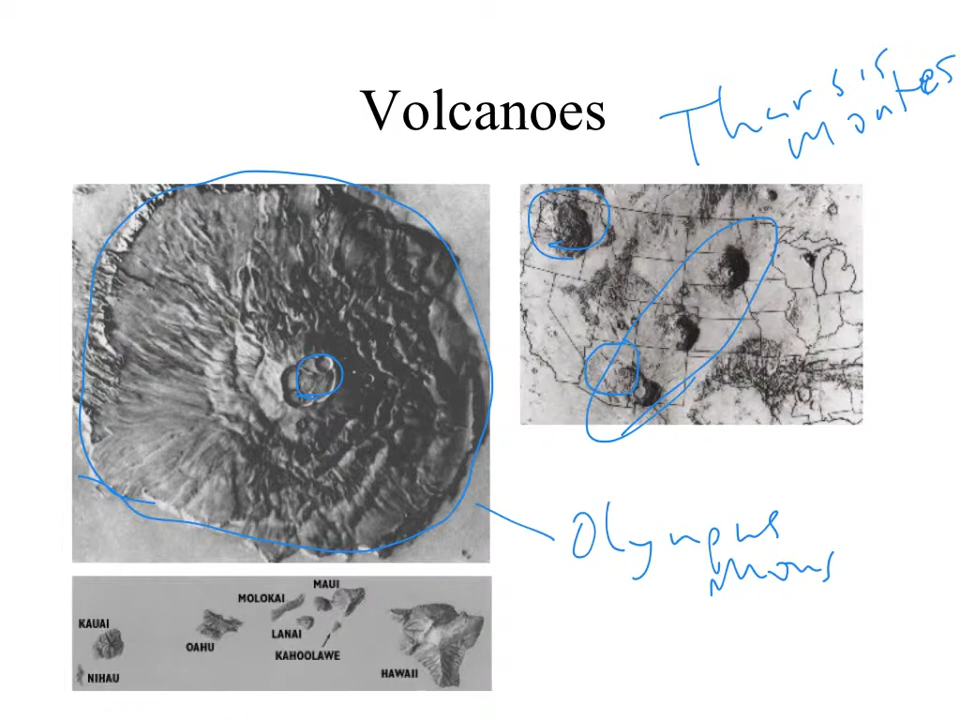 Volcanoes
Tharsis
montes
Olympus
Mons
MAUI
MOLOKAI
KAUAI
LANAI
OAHU
KAHOOLAWE
HAWAII
NIHAU